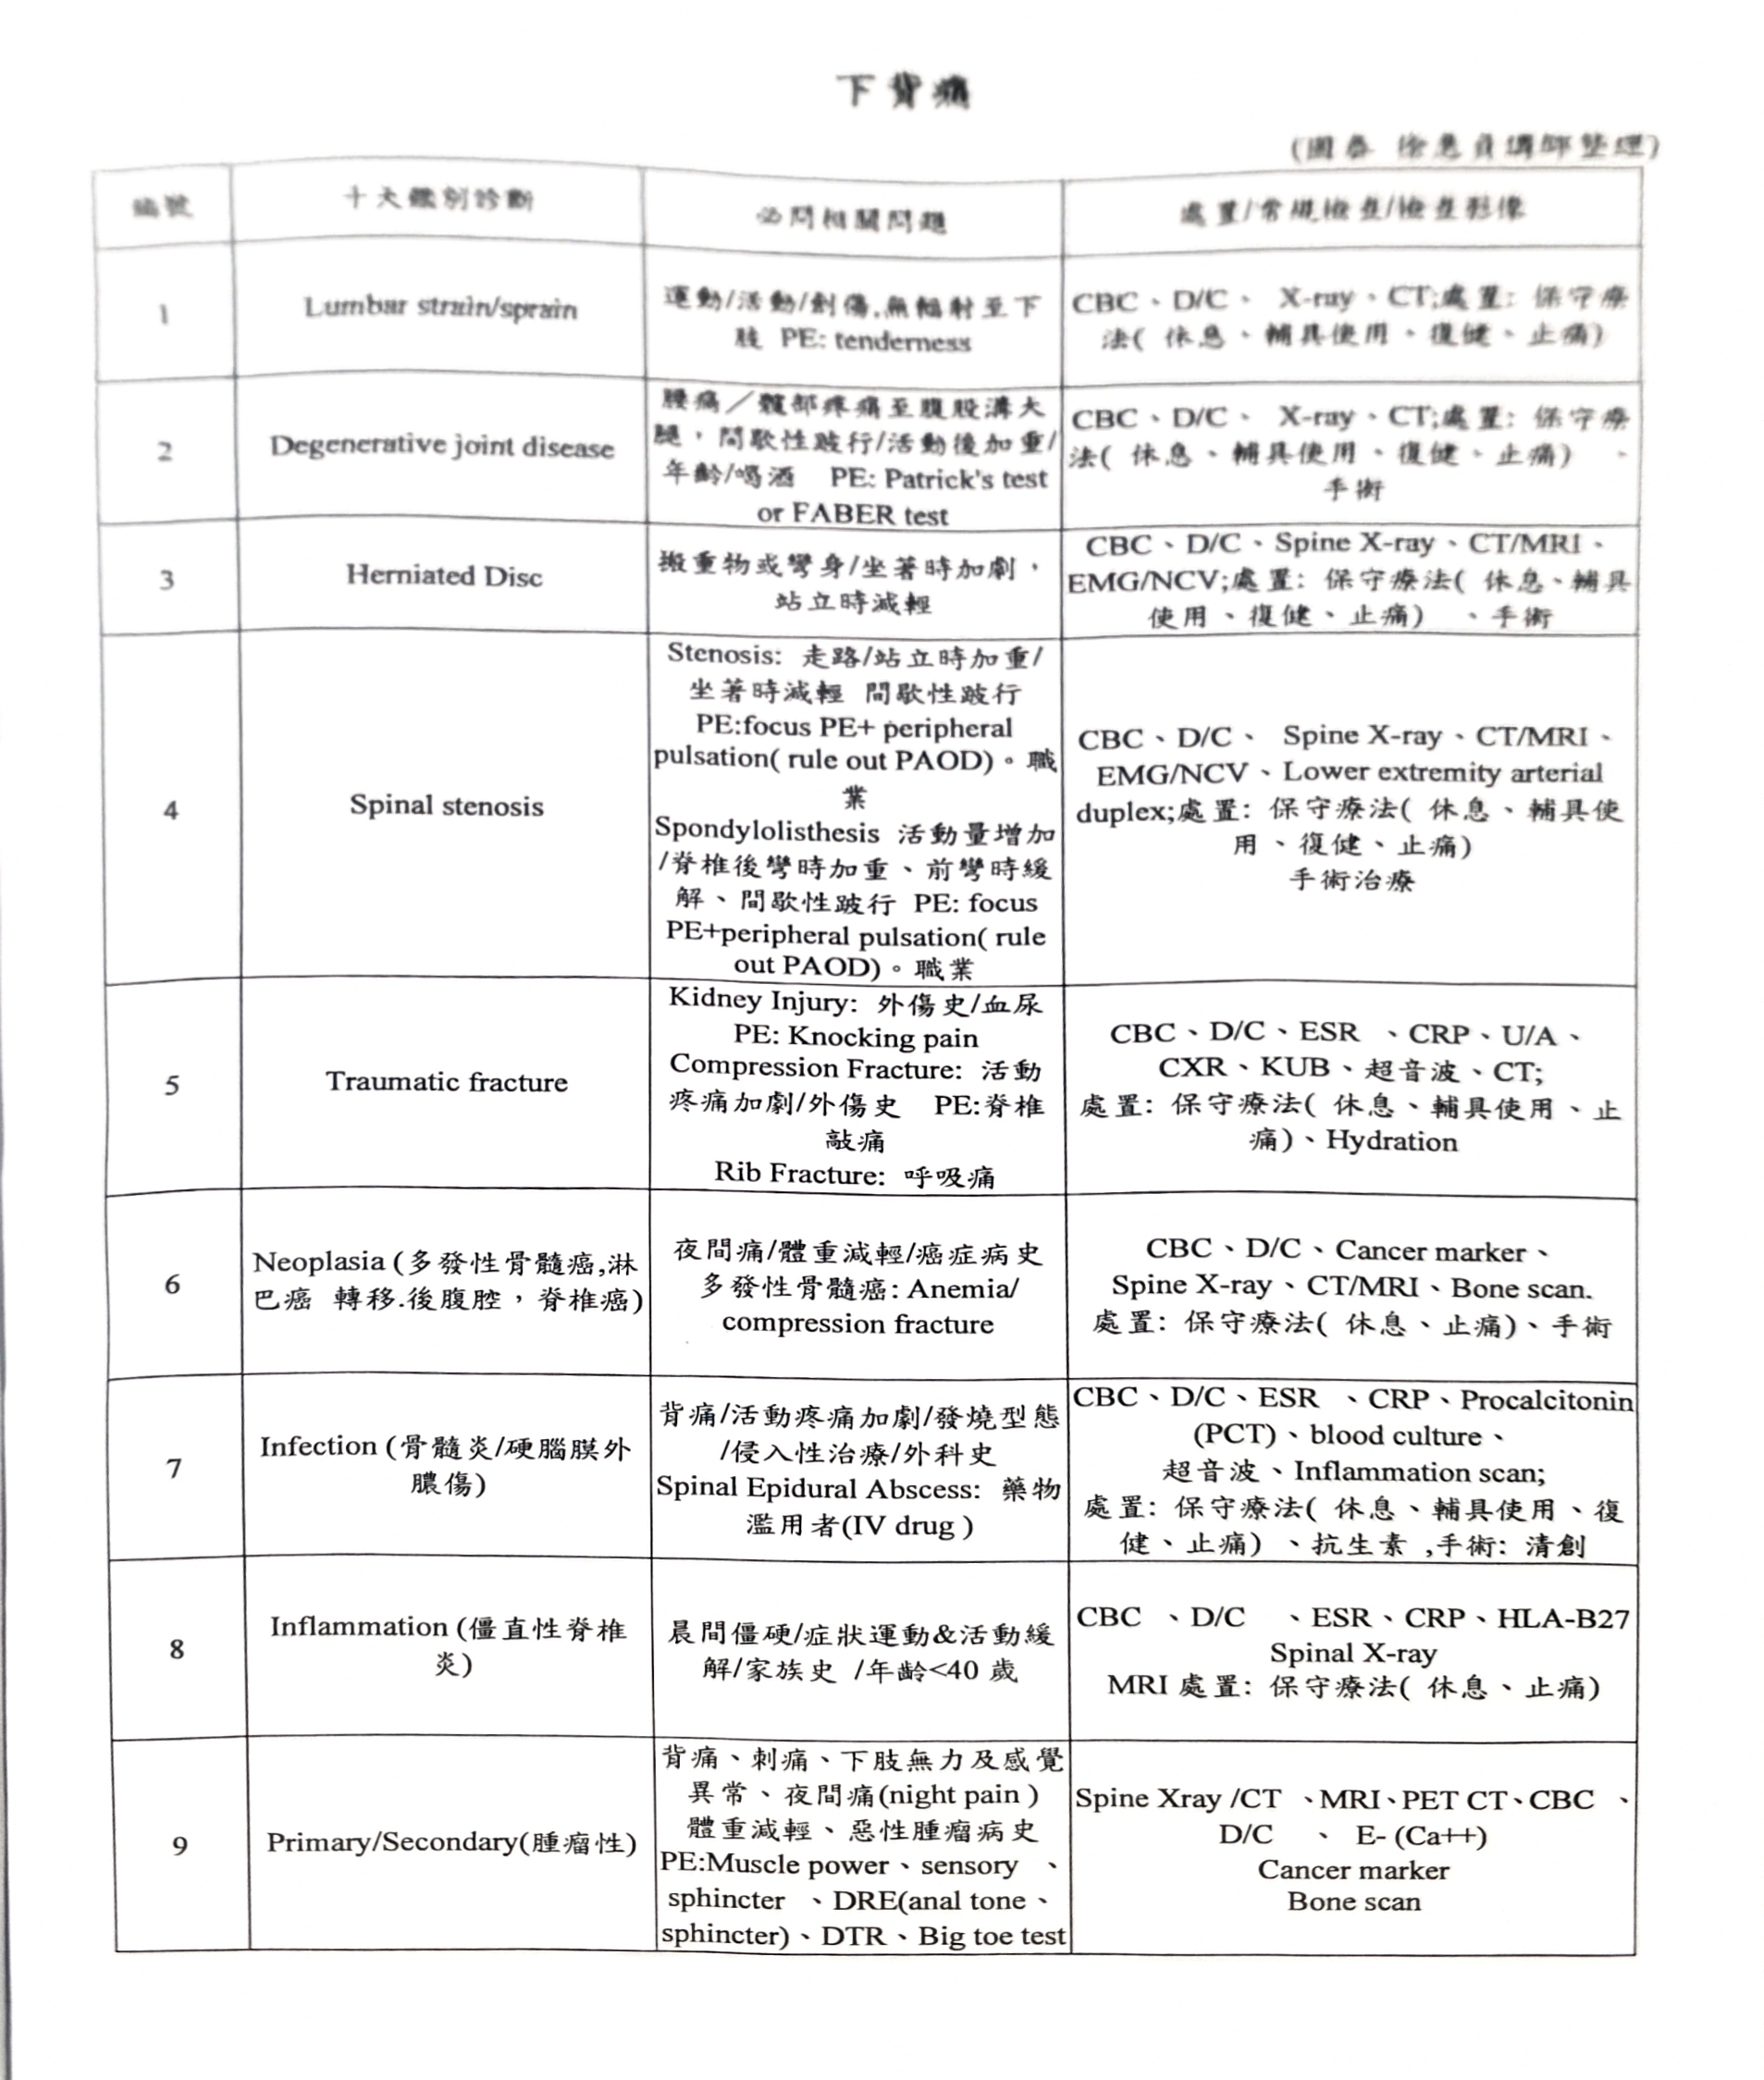 下背痛
編號
十大鑑別診斷
必問相關問題
處置/常規檢查/檢查影像
1
Lumbar strain/sprain
運動/活動/創傷,無輻射至下
肢 PE: tenderness
CBC、D/C、 X-ray、CT;處置: 保守療
法( 休息、輔具使用、復健、止痛)
2
Degenerative joint disease
腰痛／髖部疼痛至腹股溝大
腿，間歇性跛行/活動後加重/
年齡/喝酒 PE: Patrick's test
or FABER test
CBC、D/C、 X-ray、CT;處置: 保守療
法( 休息、輔具使用、復健、止痛) 、
手術
3
Herniated Disc
搬重物或彎身/坐著時加劇，
站立時減輕
CBC、D/C、Spine X-ray、CT/MRI、
EMG/NCV;處置: 保守療法( 休息、輔具
使用、復健、止痛) 、手術
4
Spinal stenosis
Stenosis: 走路/站立時加重/
坐著時減輕 間歇性跛行
PE:focus PE+ peripheral
pulsation( rule out PAOD)。職
業
Spondylolisthesis 活動量增加
/脊椎後彎時加重、前彎時緩
解、間歇性跛行 PE: focus
PE+peripheral pulsation( rule
out PAOD)。職業
CBC、D/C、 Spine X-ray、CT/MRI、
EMG/NCV、Lower extremity arterial
duplex;處置: 保守療法( 休息、輔具使
用、復健、止痛)
手術治療
5
Traumatic fracture
Kidney Injury: 外傷史/血尿
PE: Knocking pain
Compression Fracture: 活動
疼痛加劇/外傷史 PE:脊椎
敲痛
Rib Fracture: 呼吸痛
CBC、D/C、ESR 、CRP、U/A、
CXR、KUB、超音波、CT;
處置: 保守療法( 休息、輔具使用、止
痛)、Hydration
6
Neoplasia (多發性骨髓癌,淋
巴癌 轉移.後腹腔，脊椎癌)
夜間痛/體重減輕/癌症病史
多發性骨髓癌: Anemia/
compression fracture
CBC、D/C、Cancer marker、
Spine X-ray、CT/MRI、Bone scan.
處置: 保守療法( 休息、止痛)、手術
7
Infection (骨髓炎/硬腦膜外
膿傷)
背痛/活動疼痛加劇/發燒型態
/侵入性治療/外科史
Spinal Epidural Abscess: 藥物
濫用者(IV drug )
CBC、D/C、ESR 、CRP、Procalcitonin
(PCT)、blood culture、
超音波、Inflammation scan;
處置: 保守療法( 休息、輔具使用、復
健、止痛) 、抗生素 ,手術: 清創
8
Inflammation (僵直性脊椎
炎)
晨間僵硬/症狀運動&活動緩
解/家族史 /年齡<40 歲
CBC 、D/C 、ESR、CRP、HLA-B27
Spinal X-ray
MRI 處置: 保守療法( 休息、止痛)
9
Primary/Secondary(腫瘤性)
背痛、刺痛、下肢無力及感覺
異常、夜間痛(night pain )
體重減輕、惡性腫瘤病史
PE:Muscle power、sensory 、
sphincter 、DRE(anal tone、
sphincter)、DTR、Big toe test
Spine Xray /CT 、MRI、PET CT、CBC 、
D/C 、 E- (Ca++)
Cancer marker
Bone scan